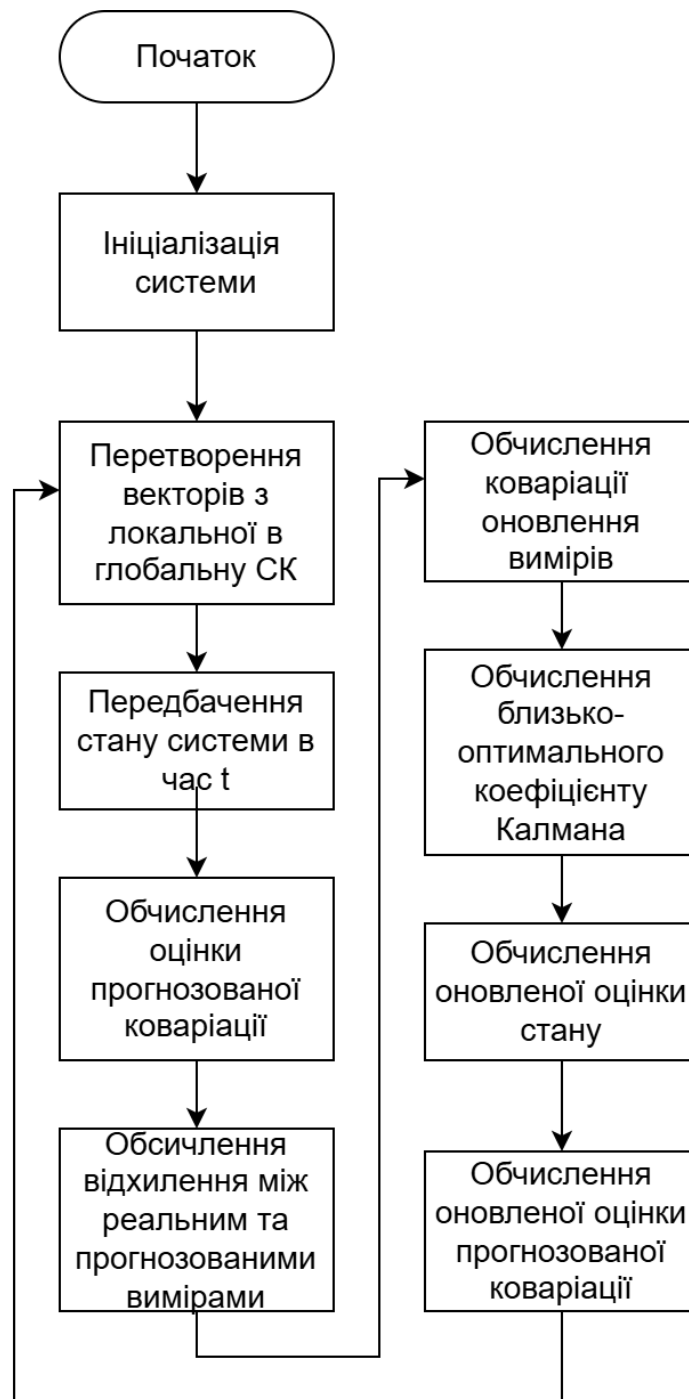 Початок
Ініціалізація
системи
Перетворення
векторів з
локальної в
глобальну СК
Передбачення
стану системи в
час t
Обчислення
оцінки
прогнозованої
коваріації
Обсичлення
відхилення між
реальним та
прогнозованими
вимірами
Обчислення
коваріації
оновлення
вимірів
Обчислення
близько-
оптимального
коефіцієнту
Калмана
Обчислення
оновленої оцінки
стану
Обчислення
оновленої оцінки
прогнозованої
коваріації